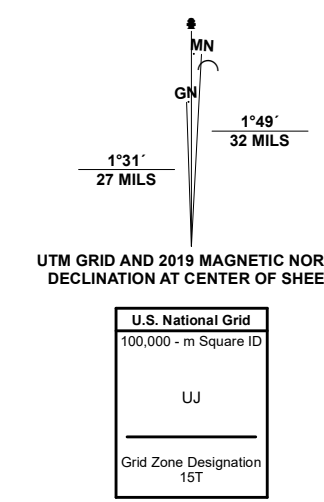 MN
GN
1°49´
32 MILS
1°31´
27 MILS
UTM GRID AND 2019 MAGNETIC NOR
DECLINATION AT CENTER OF SHEE
U.S. National Grid
100,000 - m Square ID
UJ
Grid Zone Designation
15T